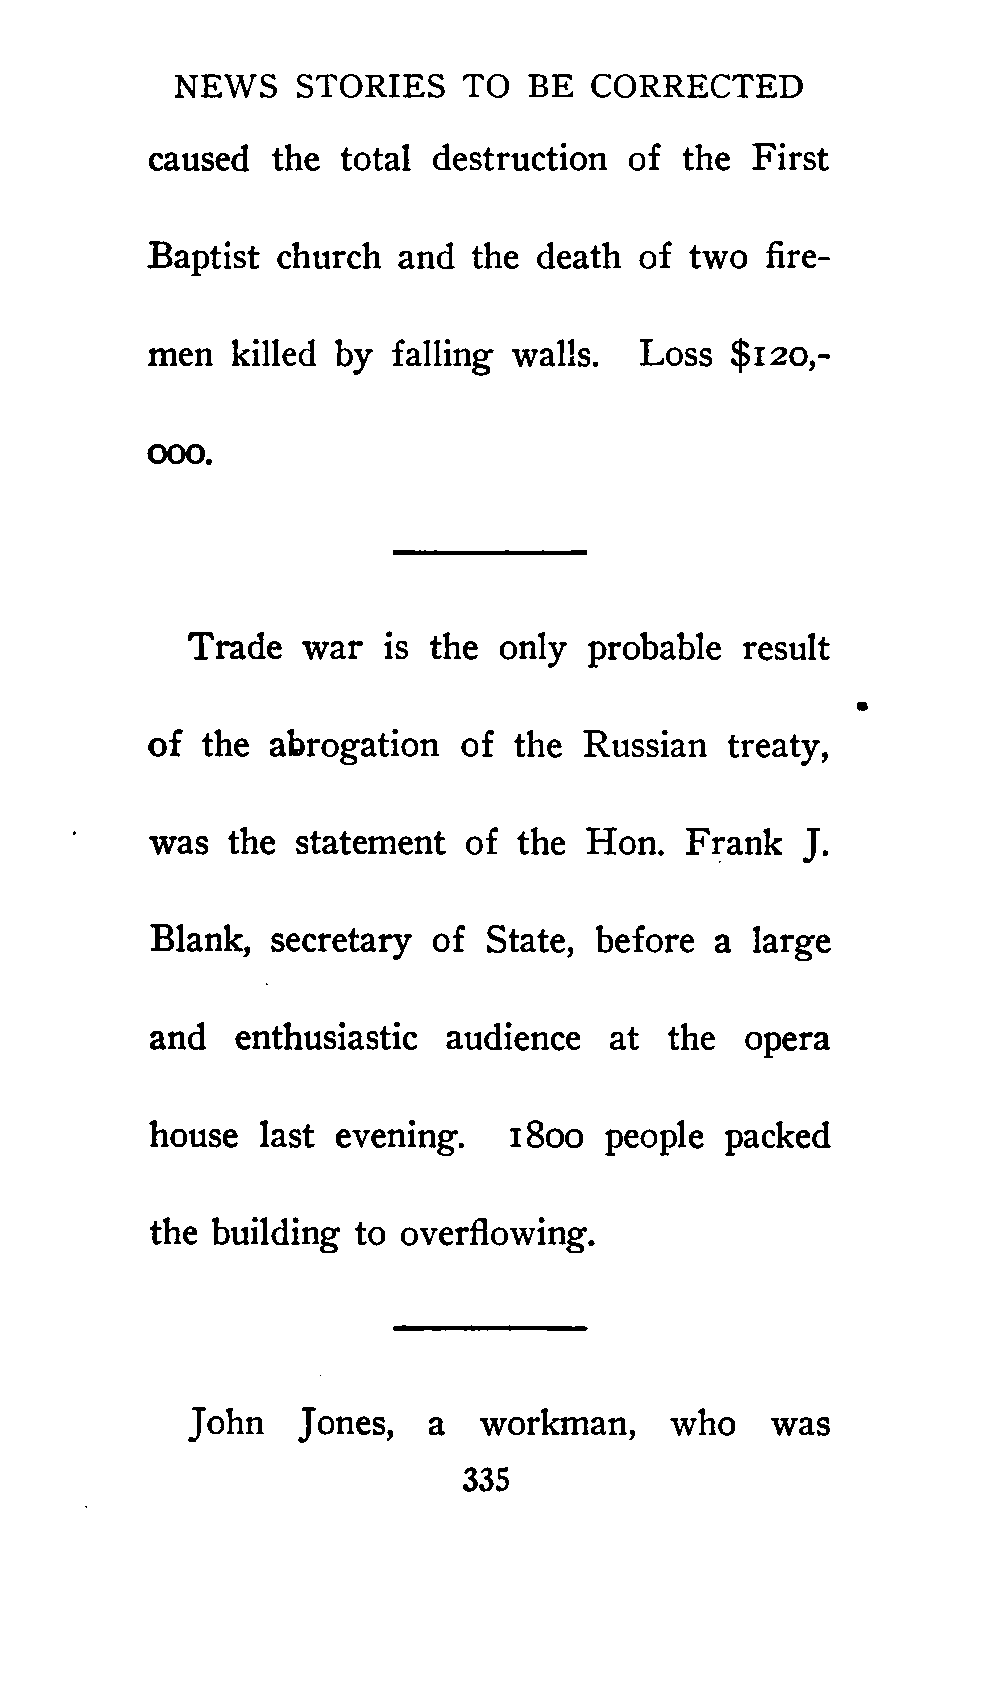 NEWS STORIES TO BE CORRECTED
caused the total destruction of the First
Baptist church and the death of two fire-
men killed by falling walls. Loss $120,-
000.
Trade war is the only probable result
of the abrogation of the Russian treaty,
was the statement of the Hon. Frank J.
Blank, secretary of State, before a large
and enthusiastic audience at the opera
house last evening. 1800 people packed
the building to overflowing.
John Jones, a workman, who was
335